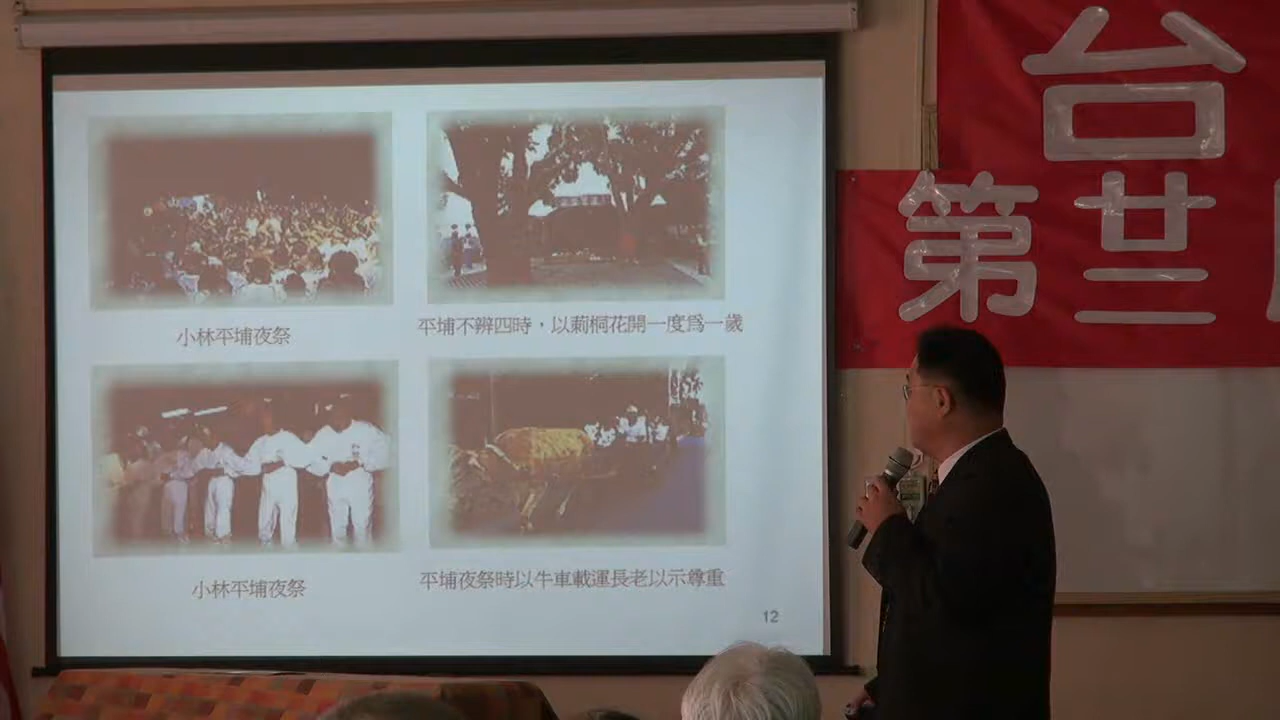 小林平埔夜祭
平埔不辨四時，以莿桐花開一度為一歲
小林平埔夜祭
平埔夜祭時以牛車載運長老以示尊重
12
台
第廿二